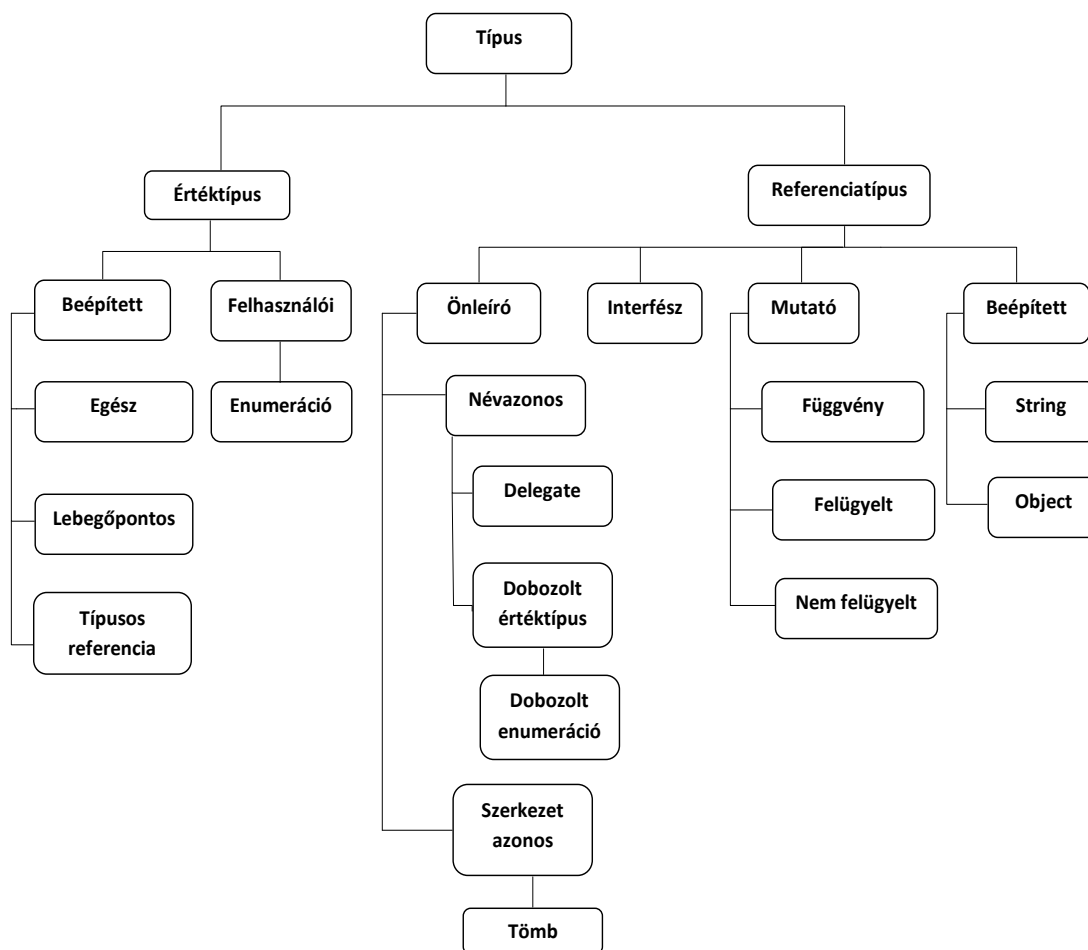 Típus
Értéktípus
Referenciatípus
Beépített
Felhasználói
Önleíró
Interfész
Mutató
Beépített
Egész
Enumeráció
Névazonos
Függvény
String
Delegate
Lebegőpontos
Felügyelt
Object
Dobozolt
értéktípus
Nem felügyelt
Típusos
referencia
Dobozolt
enumeráció
Szerkezet
azonos
Tömb